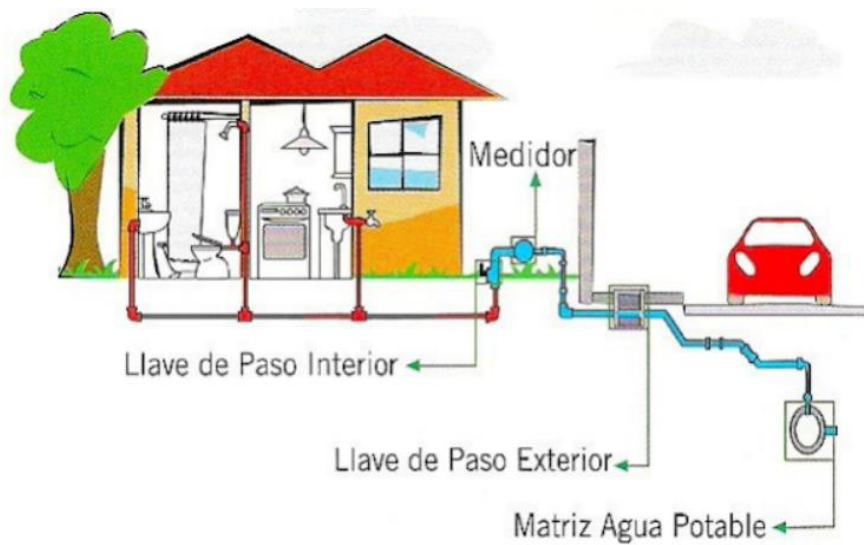 Medidor
Llave de Paso Interior
Llave de Paso Exterior
Matriz Agua Potable